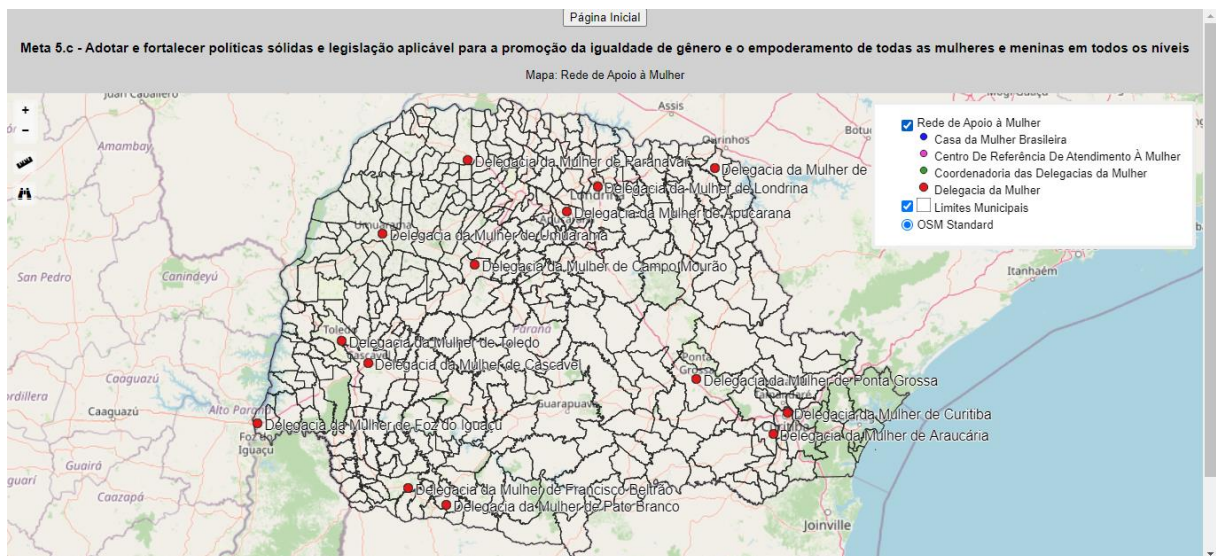 Página Inicial
Meta 5.c - Adotar e fortalecer políticas sólidas e legislação aplicável para a promoção da igualdade de gênero e o empoderamento de todas as mulheres e meninas em todos os níveis
Mapa: Rede de Apoio à Mulher
Juan Caballero
+
-
Assis
Ourinhos
Botu
Rede de Apoio à Mulher
Casa da Mulher Brasileira
Centro De Referência De Atendimento À Mulher
Coordenadoria das Delegacias da Mulher
Delegacia da Mulher
Limites Municipais
OSM Standard
Amambay
Delegacia da Mulher de Paranavaí
Delegacia da Mulher de
Delegacia da Mulher de Londrina
Londrina
Apucarana
Delegacia da Mulher de Apucarana
Umuarama
Delegacia da Mulher de Umuarama
Delegacia da Mulher de Campo Mourão
San Pedro
Canindeyú
Itanhaém
Paraná
Toledo
Delegacia da Mulher de Toledo
Cascavel
Delegacia da Mulher de Cascavel
Ponta
Grossa
Delegacia da Mulher de Ponta Grossa
Caaguazú
ordillera
Caaguazú
Alto Paraná
Guarapuava
Tamandaré
Delegacia da Mulher de Curitiba
Curitiba
Delegacia da Mulher de Araucária
Delegacia da Mulher de Foz do Iguaçu
Foz do
Iguaçu
Guairá
guarí
Caazapá
Delegacia da Mulher de Francisco Beltrão
Delegacia da Mulher de Pato Branco
Joinville